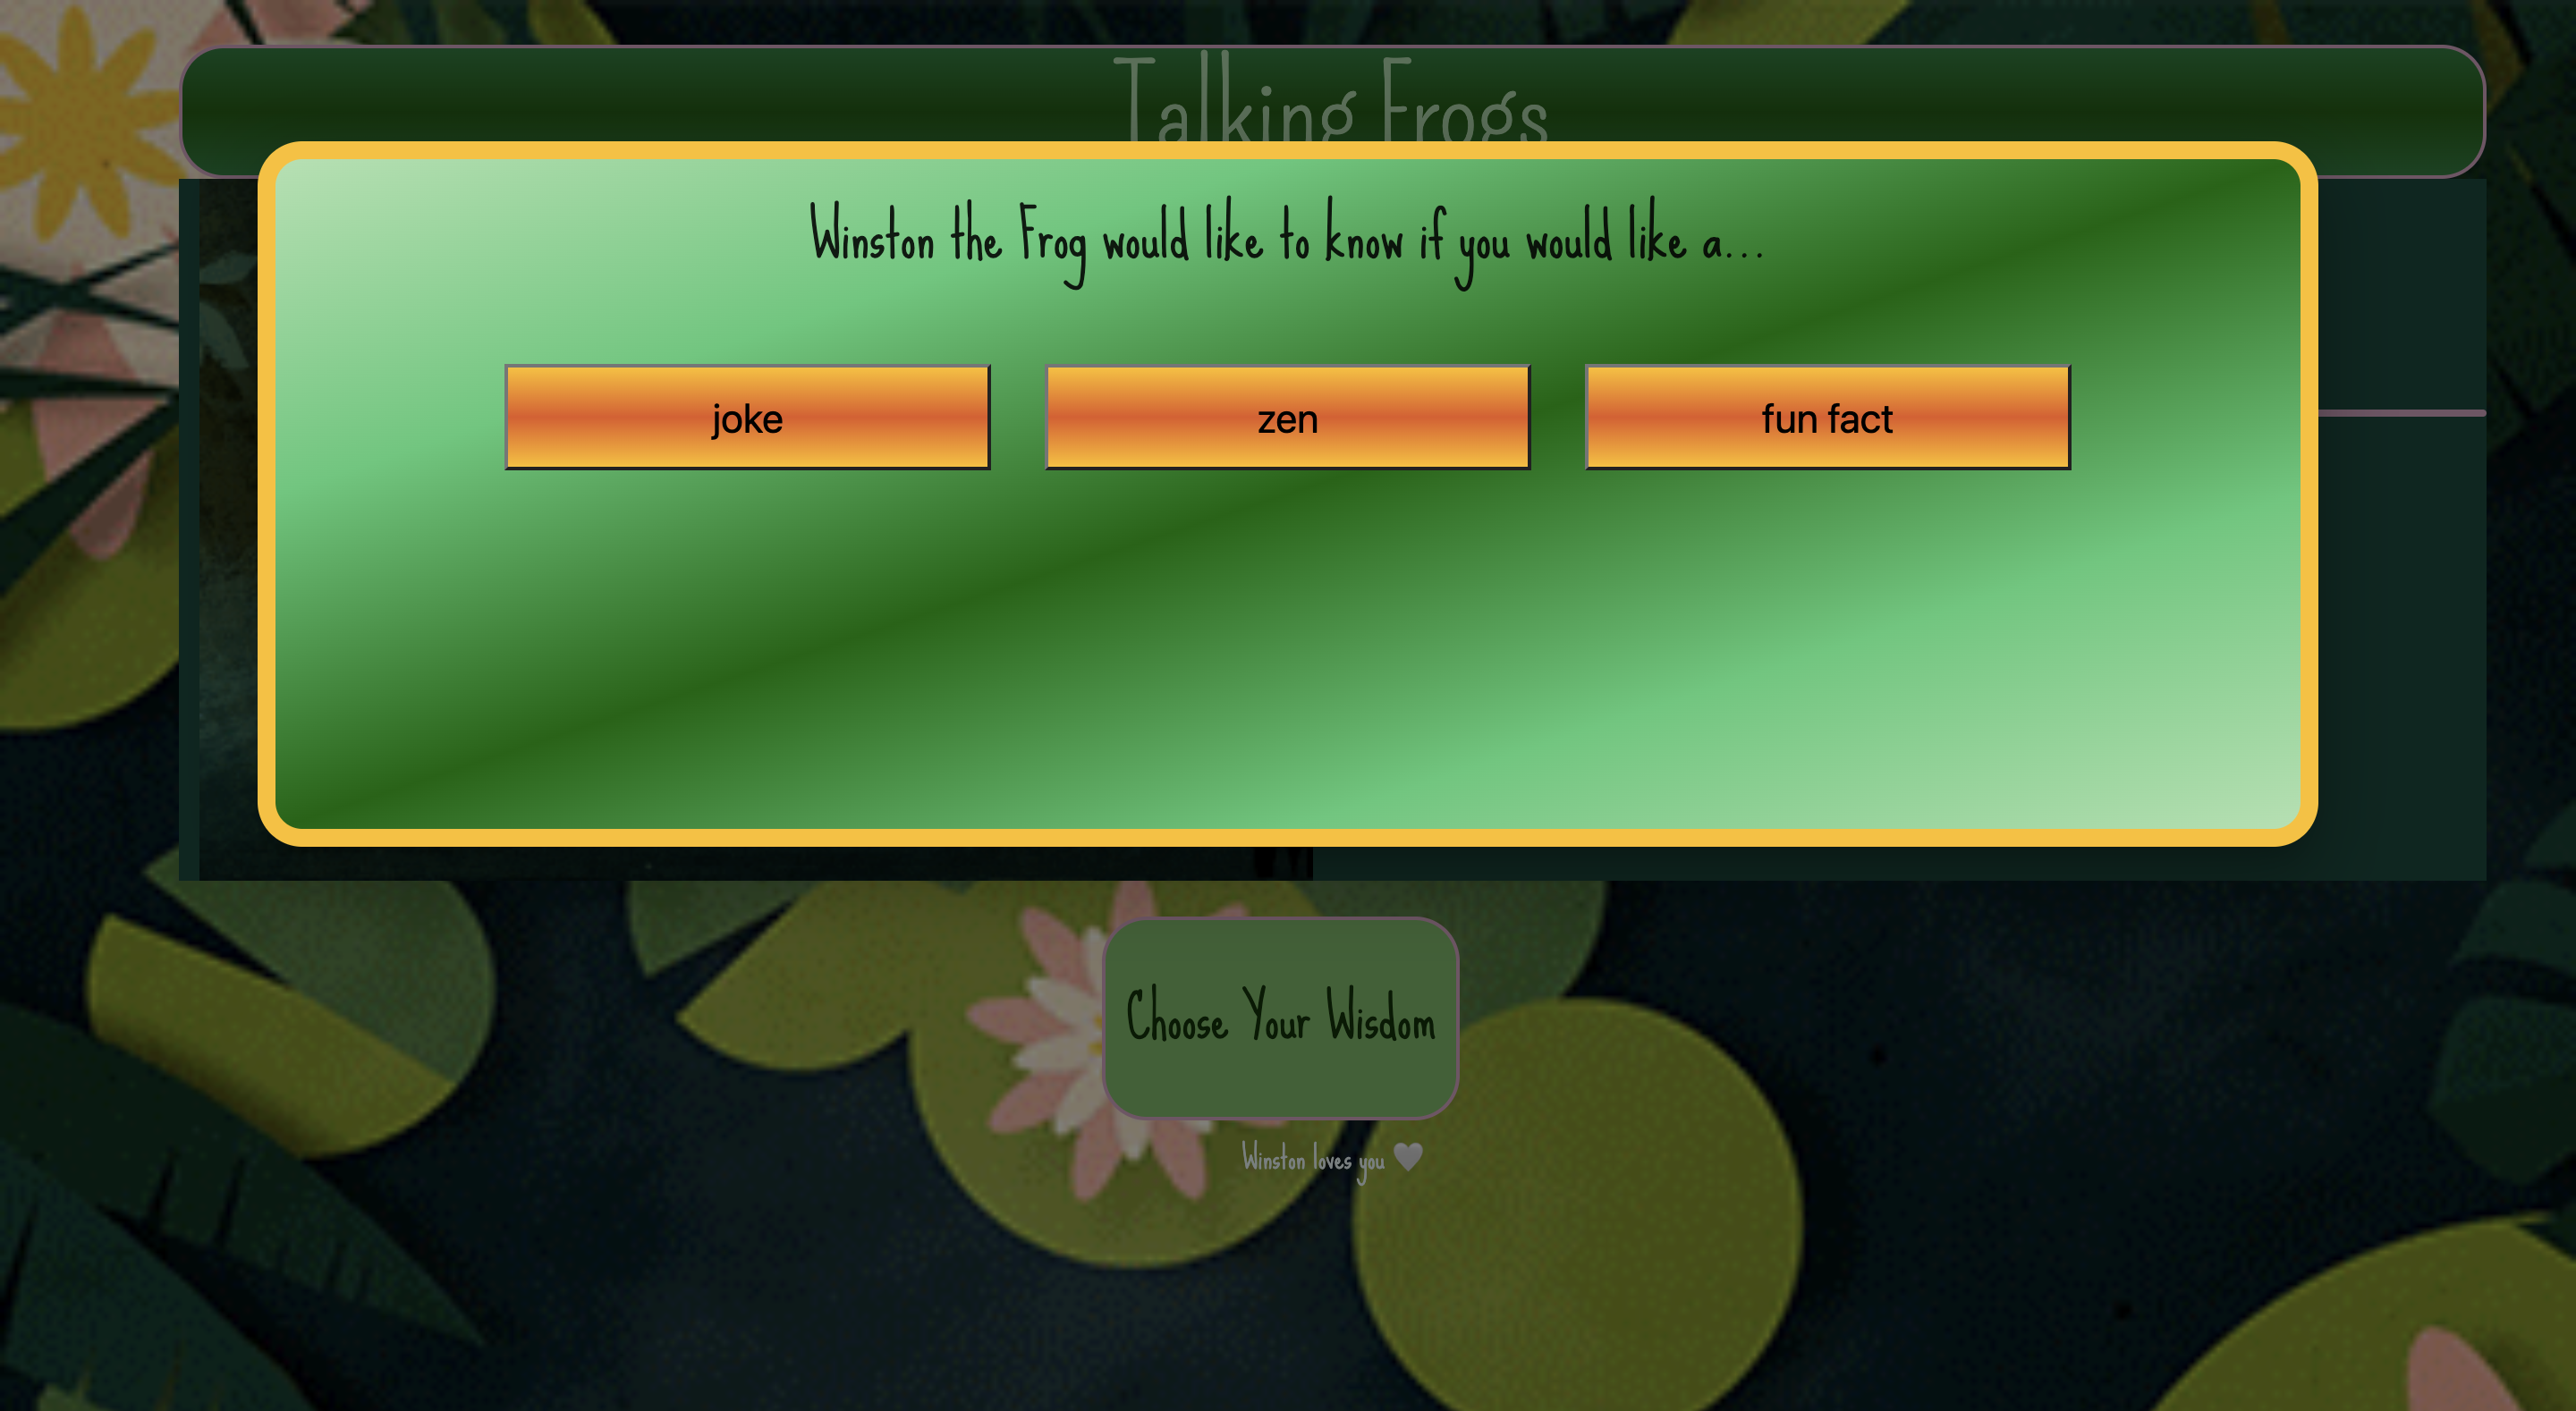 Talking Frogs
Winston the Frog would like to know if you would like a...
joke
zen
fun fact
Choose Your Wisdom
Winston loves you 🩶